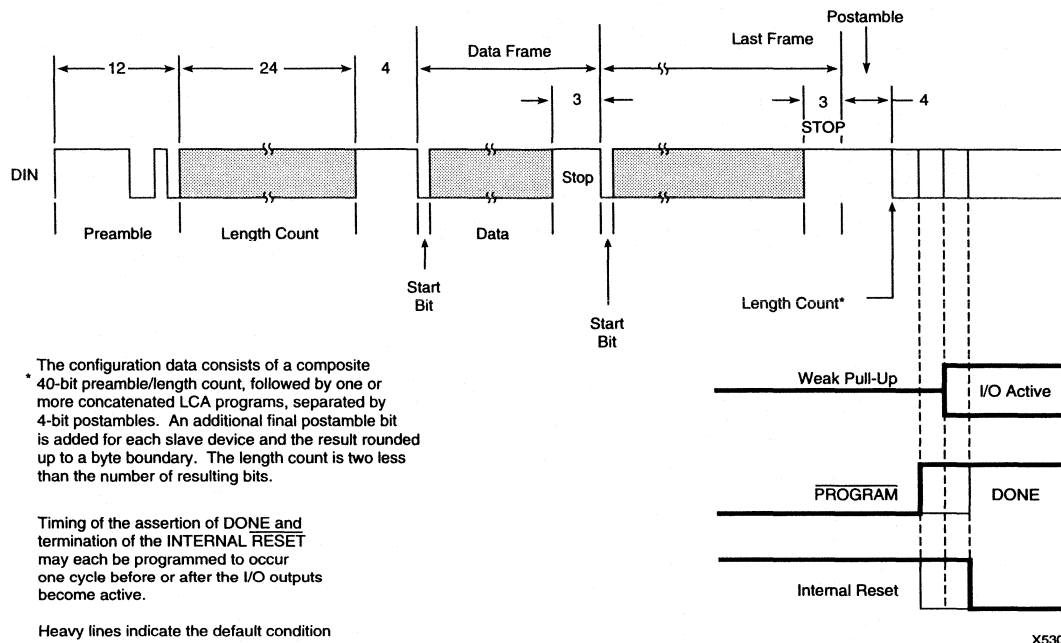 Postamble
Data Frame
Last Frame
12
24
4
3
3
4
STOP
DIN
Stop
Preamble
Length Count
Data
Start
Bit
Start
Bit
Length Count*
* The configuration data consists of a composite
40-bit preamble/length count, followed by one or
more concatenated LCA programs, separated by
4-bit postambles. An additional final postamble bit
is added for each slave device and the result rounded
up to a byte boundary. The length count is two less
than the number of resulting bits.
Timing of the assertion of DONE and
termination of the INTERNAL RESET
may each be programmed to occur
one cycle before or after the I/O outputs
become active.
Heavy lines indicate the default condition
Weak Pull-Up
I/O Active
PROGRAM
DONE
Internal Reset
X530